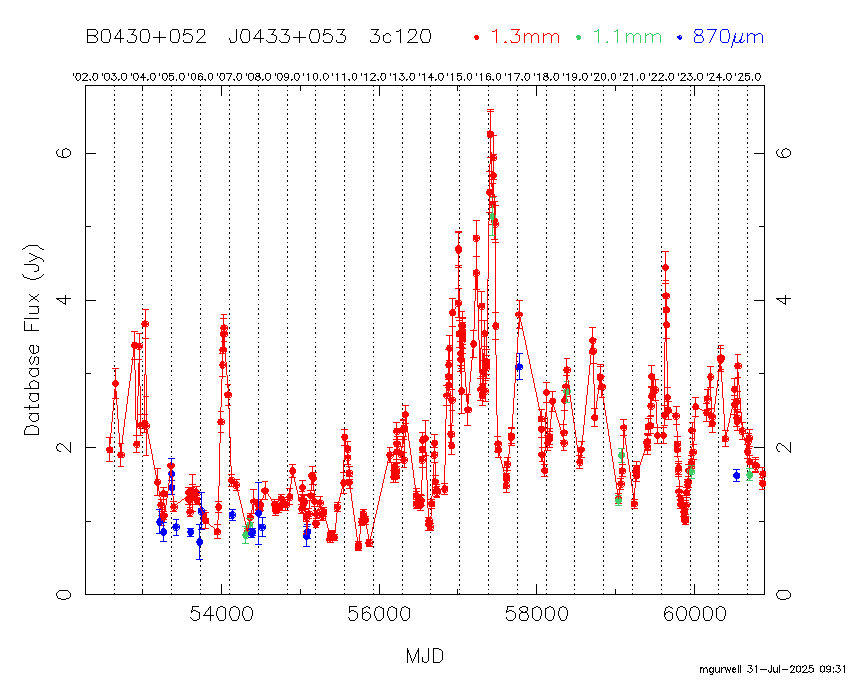 B0430+052 J0433+053 3c120 1.3mm 1.1mm 870μm
'02.0 '03.0 '04.0 '05.0 '06.0 '07.0 '08.0 '09.0 '10.0 '11.0 '12.0 '13.0 '14.0 '15.0 '16.0 '17.0 '18.0 '19.0 '20.0 '21.0 '22.0 '23.0 '24.0 '25.0
6 6
4 4
Database Flux (Jy)
2 2
0 0
54000 56000 58000 60000
MJD
mgurwell 31-Jul-2025 09:31